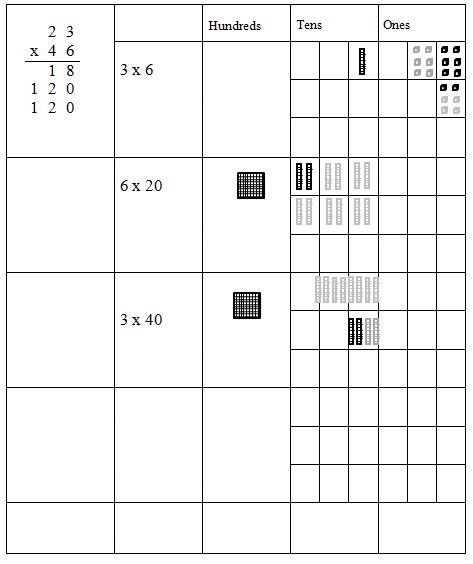 Hundreds Tens Ones
2 3
x 4 6
1 8
1 2 0
1 2 0
3 x 6
6 x 20
3 x 40